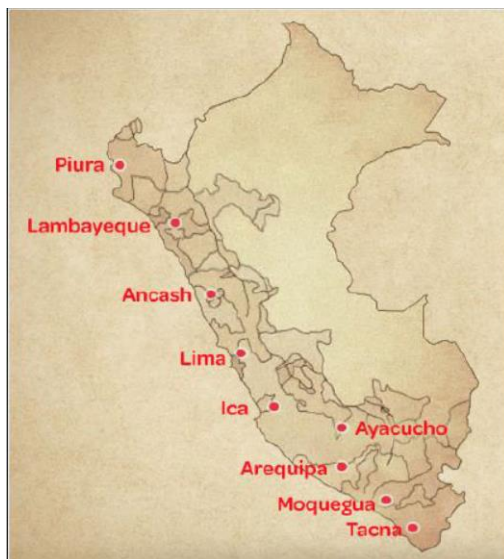 Piura
Lambayeque
Ancash
Lima
Ica
Ayacucho
Arequipa
Moquegua
Tacna